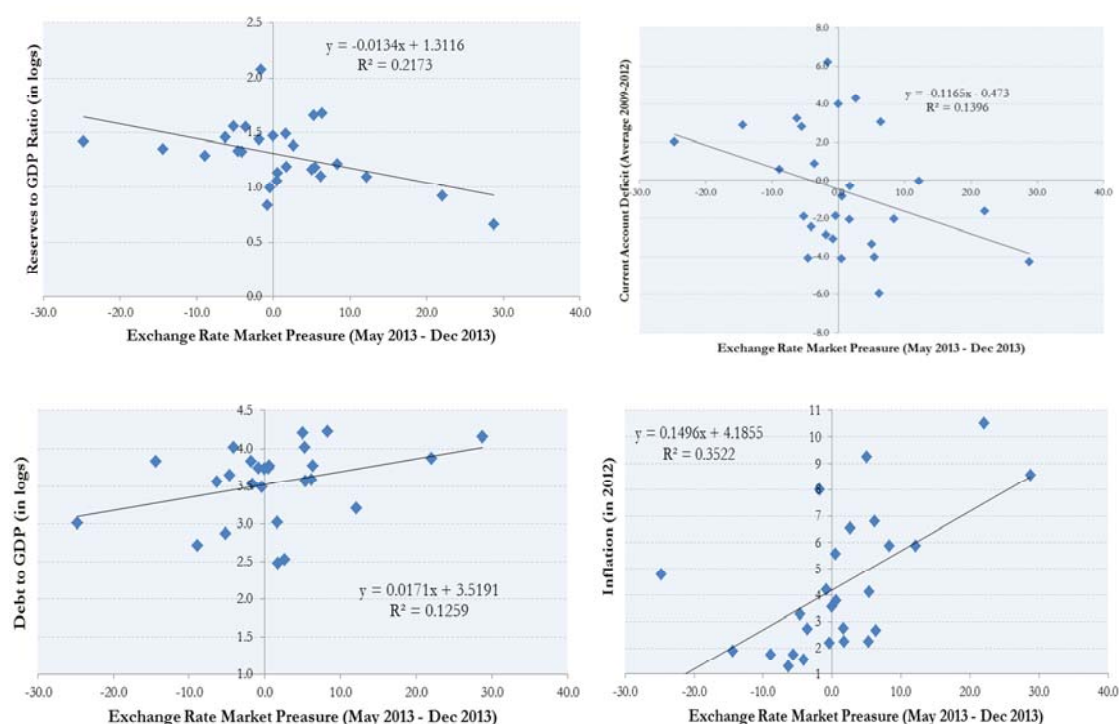 2.5
y = -0.0134x + 1.3116
R² = 0.2173
2.0
1.5
1.0
0.5
0.0
-30.0 -20.0 -10.0 0.0 10.0 20.0 30.0 40.0
Reserves to GDP Ratio (in logs)
Exchange Rate Market Preasure (May 2013 - Dec 2013)
8.0
6.0
y = -0.1165x - 0.473
R² = 0.1396
4.0
2.0
0.0
-30.0 -20.0 -10.0 0.0 10.0 20.0 30.0 40.0
-2.0
-4.0
-6.0
-8.0
Current Account Deficit (Average 2009-2012)
Exchange Rate Market Preasure (May 2013 - Dec 2013)
4.5
4.0
3.5
3.0
2.5
2.0
y = 0.0171x + 3.5191
R² = 0.1259
1.5
1.0
-30.0 -20.0 -10.0 0.0 10.0 20.0 30.0 40.0
Debt to GDP (in logs)
Exchange Rate Market Preasure (May 2013 - Dec 2013)
11
y = 0.1496x + 4.1855
R² = 0.3522
10
9
8
7
6
5
4
3
2
1
-30.0 -20.0 -10.0 0.0 10.0 20.0 30.0 40.0
Inflation (in 2012)
Exchange Rate Market Preasure (May 2013 - Dec 2013)